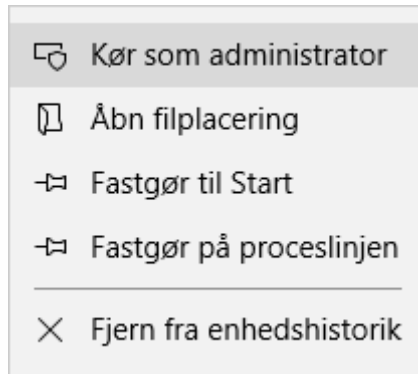 Kør som administrator
Åbn filplacering
Fastgør til Start
Fastgør på proceslinjen
Fjern fra enhedshistorik